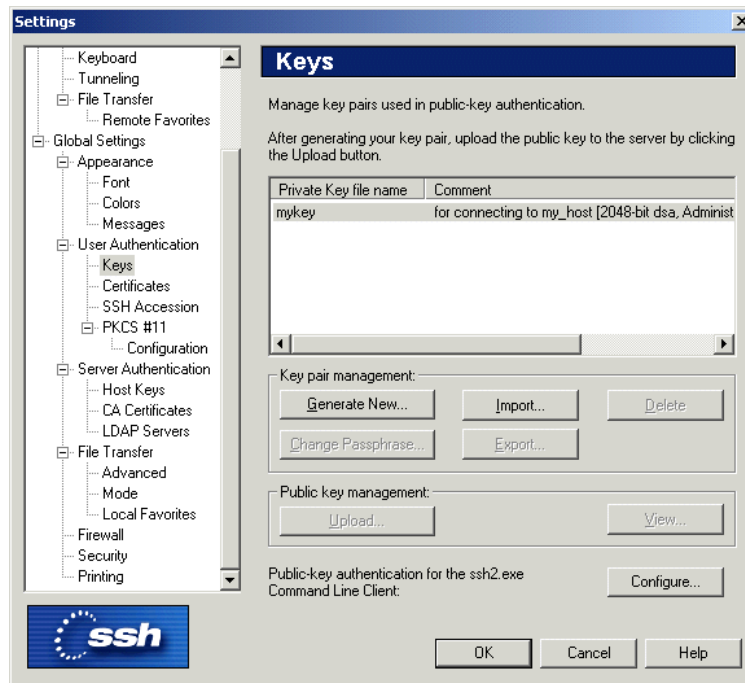 Settings
Keyboard
Tunneling
File Transfer
Remote Favorites
Global Settings
Appearance
Font
Colors
Messages
User Authentication
Keys
Certificates
SSH Accession
PKCS #11
Configuration
Server Authentication
Host Keys
CA Certificates
LDAP Servers
File Transfer
Advanced
Mode
Local Favorites
Firewall
Security
Printing
ssh
Keys
Manage key pairs used in public-key authentication.
After generating your key pair, upload the public key to the server by clicking
the Upload button.
Private Key file name Comment
mykey for connecting to my_host [2048-bit dsa, Administ
Key pair management:
Generate New... Import... Delete
Change Passphrase... Export...
Public key management:
Upload... View...
Public-key authentication for the ssh2.exe
Command Line Client:
Configure...
OK Cancel Help